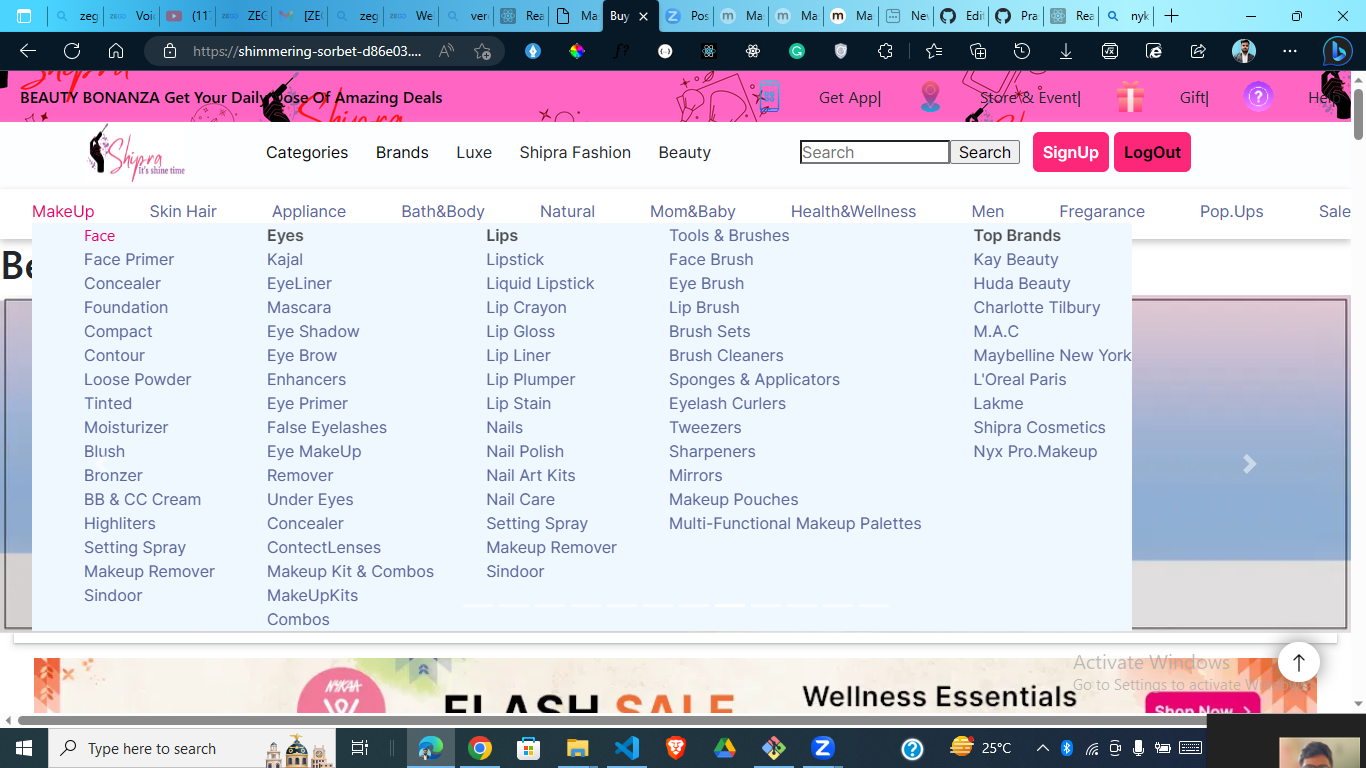 zeg
Void
(117
ZEG
[ZEG
zeg
We
vero
Rea
Ma
Buy
Pos
Ma
Ma
Ma
Nev
Edit
Pra
Rea
nyk
https://shimmering-sorbet-d86e03....
BEAUTY BONANZA Get Your Daily Dose Of Amazing Deals
Get App|
Store & Event|
Gift|
Help
Shipra
It's shine time
Categories
Brands
Luxe
Shipra Fashion
Beauty
Search
Search
SignUp
LogOut
MakeUp
Skin Hair
Appliance
Bath&Body
Natural
Mom&Baby
Health&Wellness
Men
Fregarance
Pop.Ups
Sale
Be
Face
Face Primer
Concealer
Foundation
Compact
Contour
Loose Powder
Tinted
Moisturizer
Blush
Bronzer
BB & CC Cream
Highliters
Setting Spray
Makeup Remover
Sindoor
Eyes
Kajal
EyeLiner
Mascara
Eye Shadow
Eye Brow
Enhancers
Eye Primer
False Eyelashes
Eye MakeUp
Remover
Under Eyes
Concealer
ContectLenses
Makeup Kit & Combos
MakeUpKits
Combos
Lips
Lipstick
Liquid Lipstick
Lip Crayon
Lip Gloss
Lip Liner
Lip Plumper
Lip Stain
Nails
Nail Polish
Nail Art Kits
Nail Care
Setting Spray
Makeup Remover
Sindoor
Tools & Brushes
Face Brush
Eye Brush
Lip Brush
Brush Sets
Brush Cleaners
Sponges & Applicators
Eyelash Curlers
Tweezers
Sharpeners
Mirrors
Makeup Pouches
Multi-Functional Makeup Palettes
Top Brands
Kay Beauty
Huda Beauty
Charlotte Tilbury
M.A.C
Maybelline New York
L'Oreal Paris
Lakme
Shipra Cosmetics
Nyx Pro.Makeup
NYKAA
FLASH SALE
Wellness Essentials
Shop Now
Activate Windows
Go to Settings to activate Windows.
Type here to search
25°C